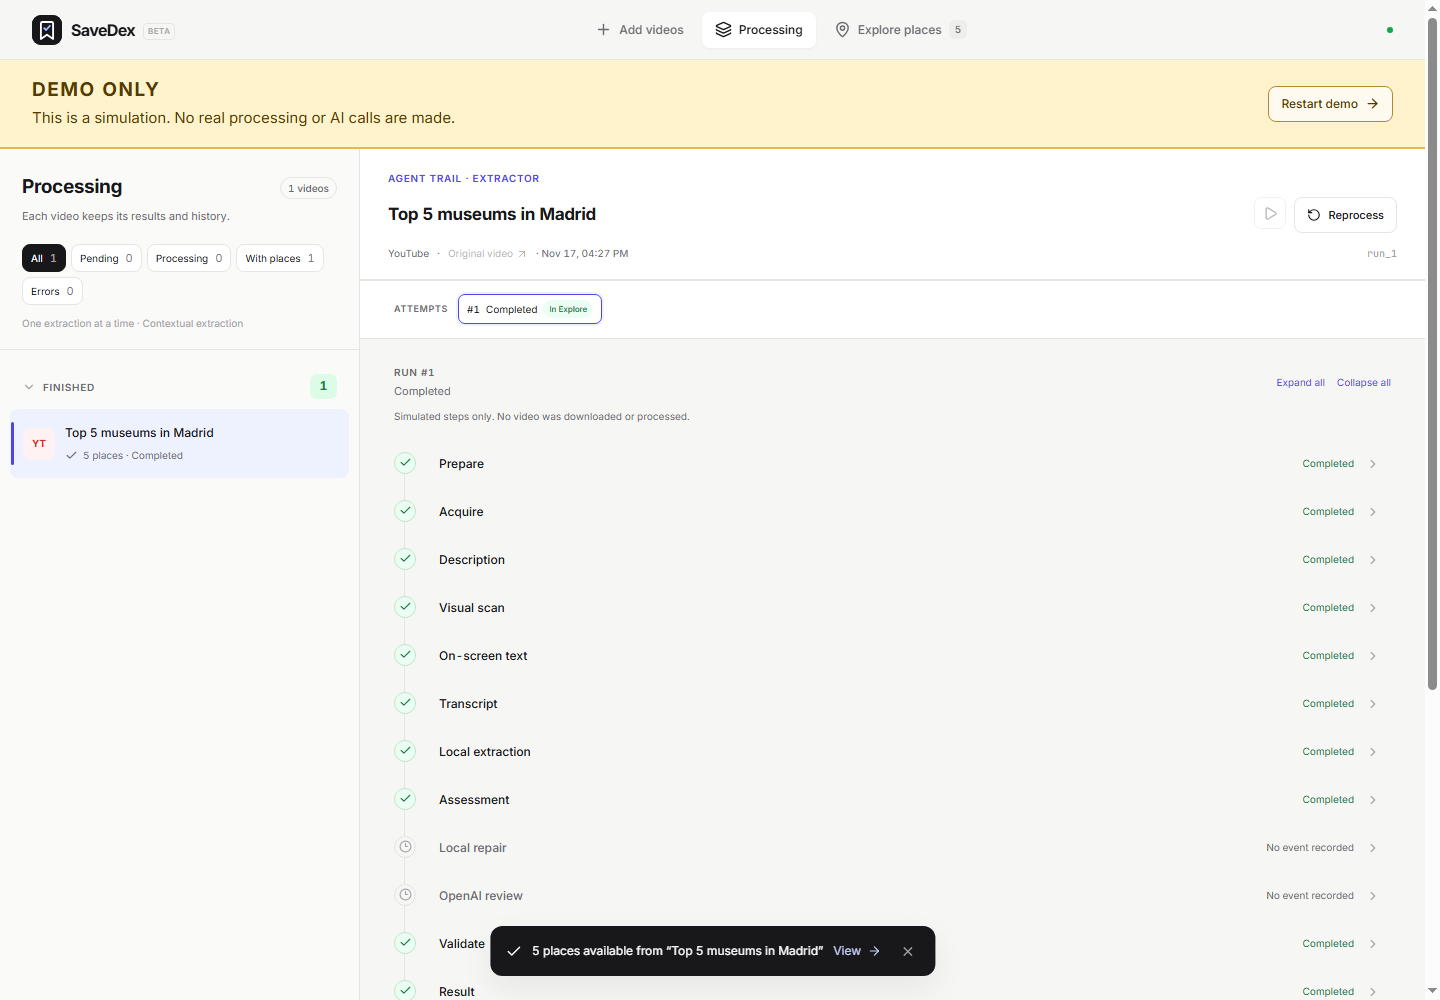 SaveDex BETA
Add videos
Processing
Explore places 5
DEMO ONLY
This is a simulation. No real processing or AI calls are made.
Restart demo
Processing
1 videos
Each video keeps its results and history.
All 1
Pending 0
Processing 0
With places 1
Errors 0
One extraction at a time · Contextual extraction
FINISHED
1
YT
Top 5 museums in Madrid
5 places · Completed
AGENT TRAIL · EXTRACTOR
Top 5 museums in Madrid
Reprocess
YouTube · Original video · Nov 17, 04:27 PM
run_1
ATTEMPTS
#1 Completed In Explore
RUN #1
Completed
Expand all
Collapse all
Simulated steps only. No video was downloaded or processed.
Prepare Completed
Acquire Completed
Description Completed
Visual scan Completed
On-screen text Completed
Transcript Completed
Local extraction Completed
Assessment Completed
Local repair No event recorded
OpenAI review No event recorded
Validate Completed
5 places available from “Top 5 museums in Madrid” View
Result Completed